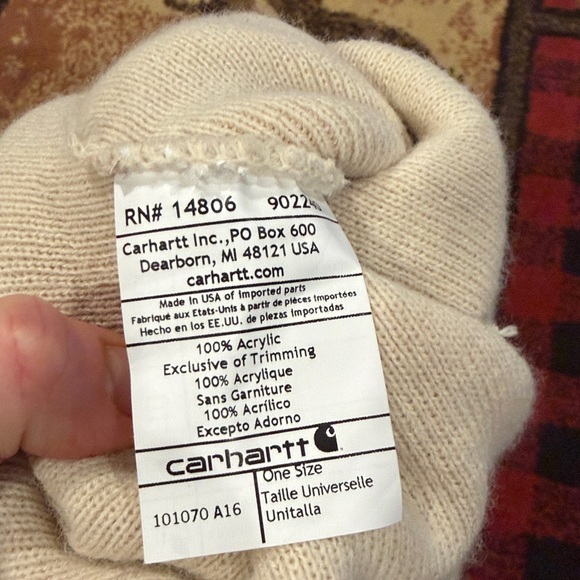 RN# 14806
Carhartt Inc.,PO Box 600
Dearborn, MI 48121 USA
carhartt.com
Made in USA of imported parts
Fabriqué aux Etats-Unis à partir de pièces importées
Hecho en los EE.UU. de piezas importadas
100% Acrylic
Exclusive of Trimming
100% Acrylique
Sans Garniture
100% Acrílico
Excepto Adorno
carhartt
One Size
101070 A16
Taille Universelle
Unitalla